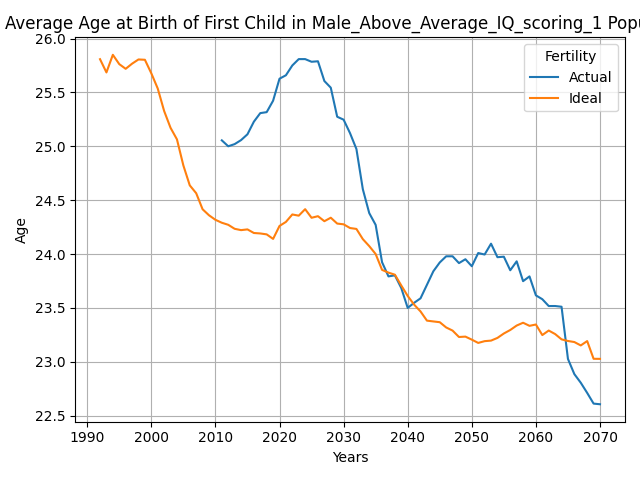 Average Age at Birth of First Child in Male_Above_Average_IQ_scoring_1
26.0
25.5
25.0
24.5
24.0
23.5
23.0
22.5
Age
1990 2000 2010 2020 2030 2040 2050 2060 2070
Years
Fertility
Actual
Ideal